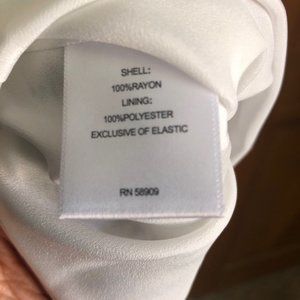 SHELL:
100%RAYON
LINING:
100%POLYESTER
EXCLUSIVE OF ELASTIC
RN 58909